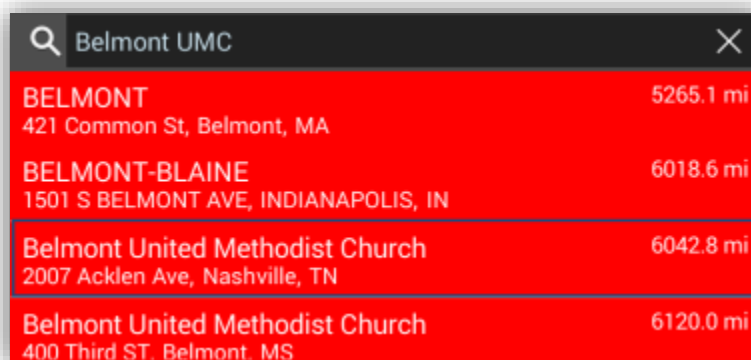 Belmont UMC
BELMONT 5265.1 mi
421 Common St, Belmont, MA
BELMONT-BLAINE 6018.6 mi
1501 S BELMONT AVE, INDIANAPOLIS, IN
Belmont United Methodist Church 6042.8 mi
2007 Acklen Ave, Nashville, TN
Belmont United Methodist Church 6120.0 mi
400 Third ST, Belmont, MS